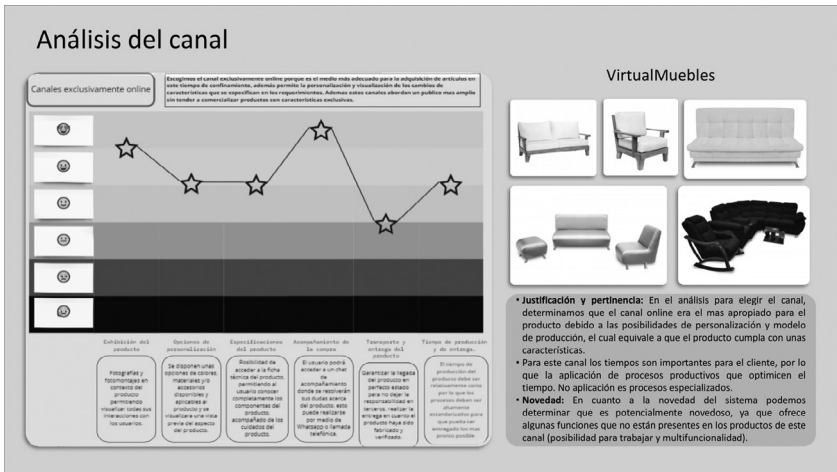 Análisis del canal
Canales exclusivamente online
Escogimos el canal exclusivamente online porque es el medio más adecuado para la adquisición de artículos en
este tiempo de confinamiento, además permite la personalización y visualización de los cambios de
características que se especifican en los requerimientos. Ademas estos canales abordan un publico mas amplio
sin tender a comercializar productos son características exclusivas.
Exhibición del
producto
Opciones de
personalización
Especificaciones
del producto
Acompañamiento de
la compra
Transporte y
entrega del
producto
Tiempo de producción
y de entrega.
Fotografías y
fotomontajes en
contexto del
producto
permitiendo
visualizar todas sus
interacciones con
los usuarios.
Se disponen unas
opciones de colores,
materiales y/o
accesorios
disponibles y
aplicables al
producto y se
visualizara una vista
previa del aspecto
del producto.
Posibilidad de
acceder a la ficha
técnica del producto,
permitiendo al
usuario conocer
completamente los
componentes del
producto,
acompañado de los
cuidados del
producto.
El usuario podrá
acceder a un chat
de
acompañamiento
donde se resolverán
sus dudas acerca
del producto, esto
puede realizarse
por medio de
Whatsapp o llamada
telefónica.
Garantizar la llegada
del producto en
perfecto estado
para no dejar la
responsabilidad en
terceros, realizar la
entrega en cuanto el
producto haya sido
fabricado y
verificado.
El tiempo de
producción del
producto debe ser
relativamente corto
por lo que los
procesos deben ser
altamente
estandarizados para
que pueda ser
entregado lo mas
pronto posible.
VirtualMuebles
• Justificación y pertinencia: En el análisis para elegir el canal,
determinamos que el canal online era el mas apropiado para el
producto debido a las posibilidades de personalización y modelo
de producción, el cual equivale a que el producto cumpla con unas
características.
• Para este canal los tiempos son importantes para el cliente, por lo
que la aplicación de procesos productivos que optimicen el
tiempo. No aplicación es procesos especializados.
• Novedad: En cuanto a la novedad del sistema podemos
determinar que es potencialmente novedoso, ya que ofrece
algunas funciones que no están presentes en los productos de este
canal (posibilidad para trabajar y multifuncionalidad).